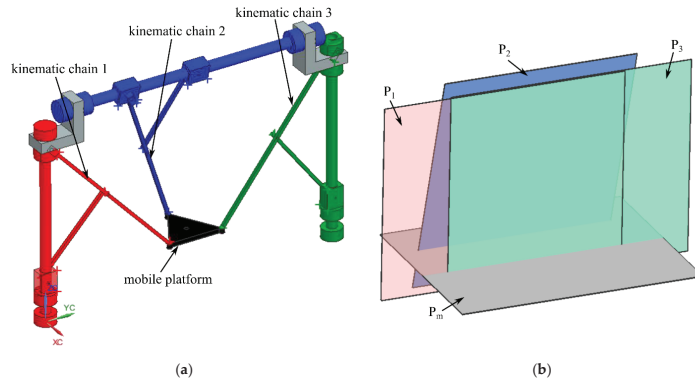 kinematic chain 3
kinematic chain 2
kinematic chain 1
mobile platform
YC
XC
(a)
P2
P3
P1
Pm
(b)